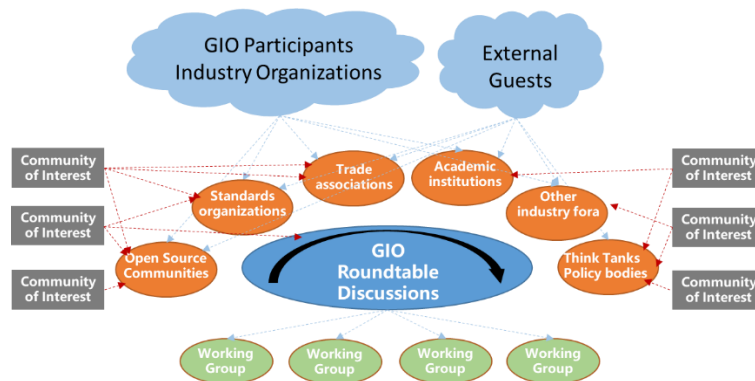 GIO Participants
Industry Organizations
External
Guests
Community
of Interest
Trade
associations
Academic
institutions
Community
of Interest
Standards
organizations
Other
industry fora
Community
of Interest
Community
of Interest
Open Source
Communities
GIO
Roundtable
Discussions
Think Tanks
Policy bodies
Community
of Interest
Community
of Interest
Working
Group
Working
Group
Working
Group
Working
Group